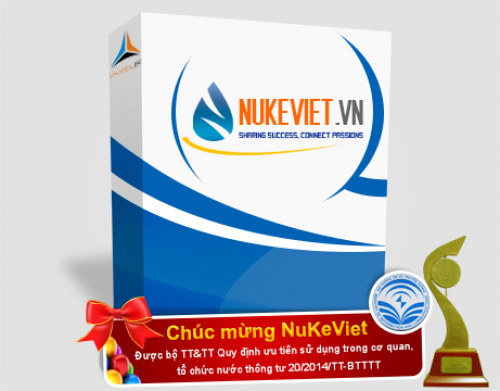 NUKEVIET.VN
SHARING SUCCESS, CONNECT PASSIONS
Chúc mừng NuKeViet
Được bộ TT&TT Quy định ưu tiên sử dụng trong cơ quan,
tổ chức nước thông tư 20/2014/TT-BTTTT